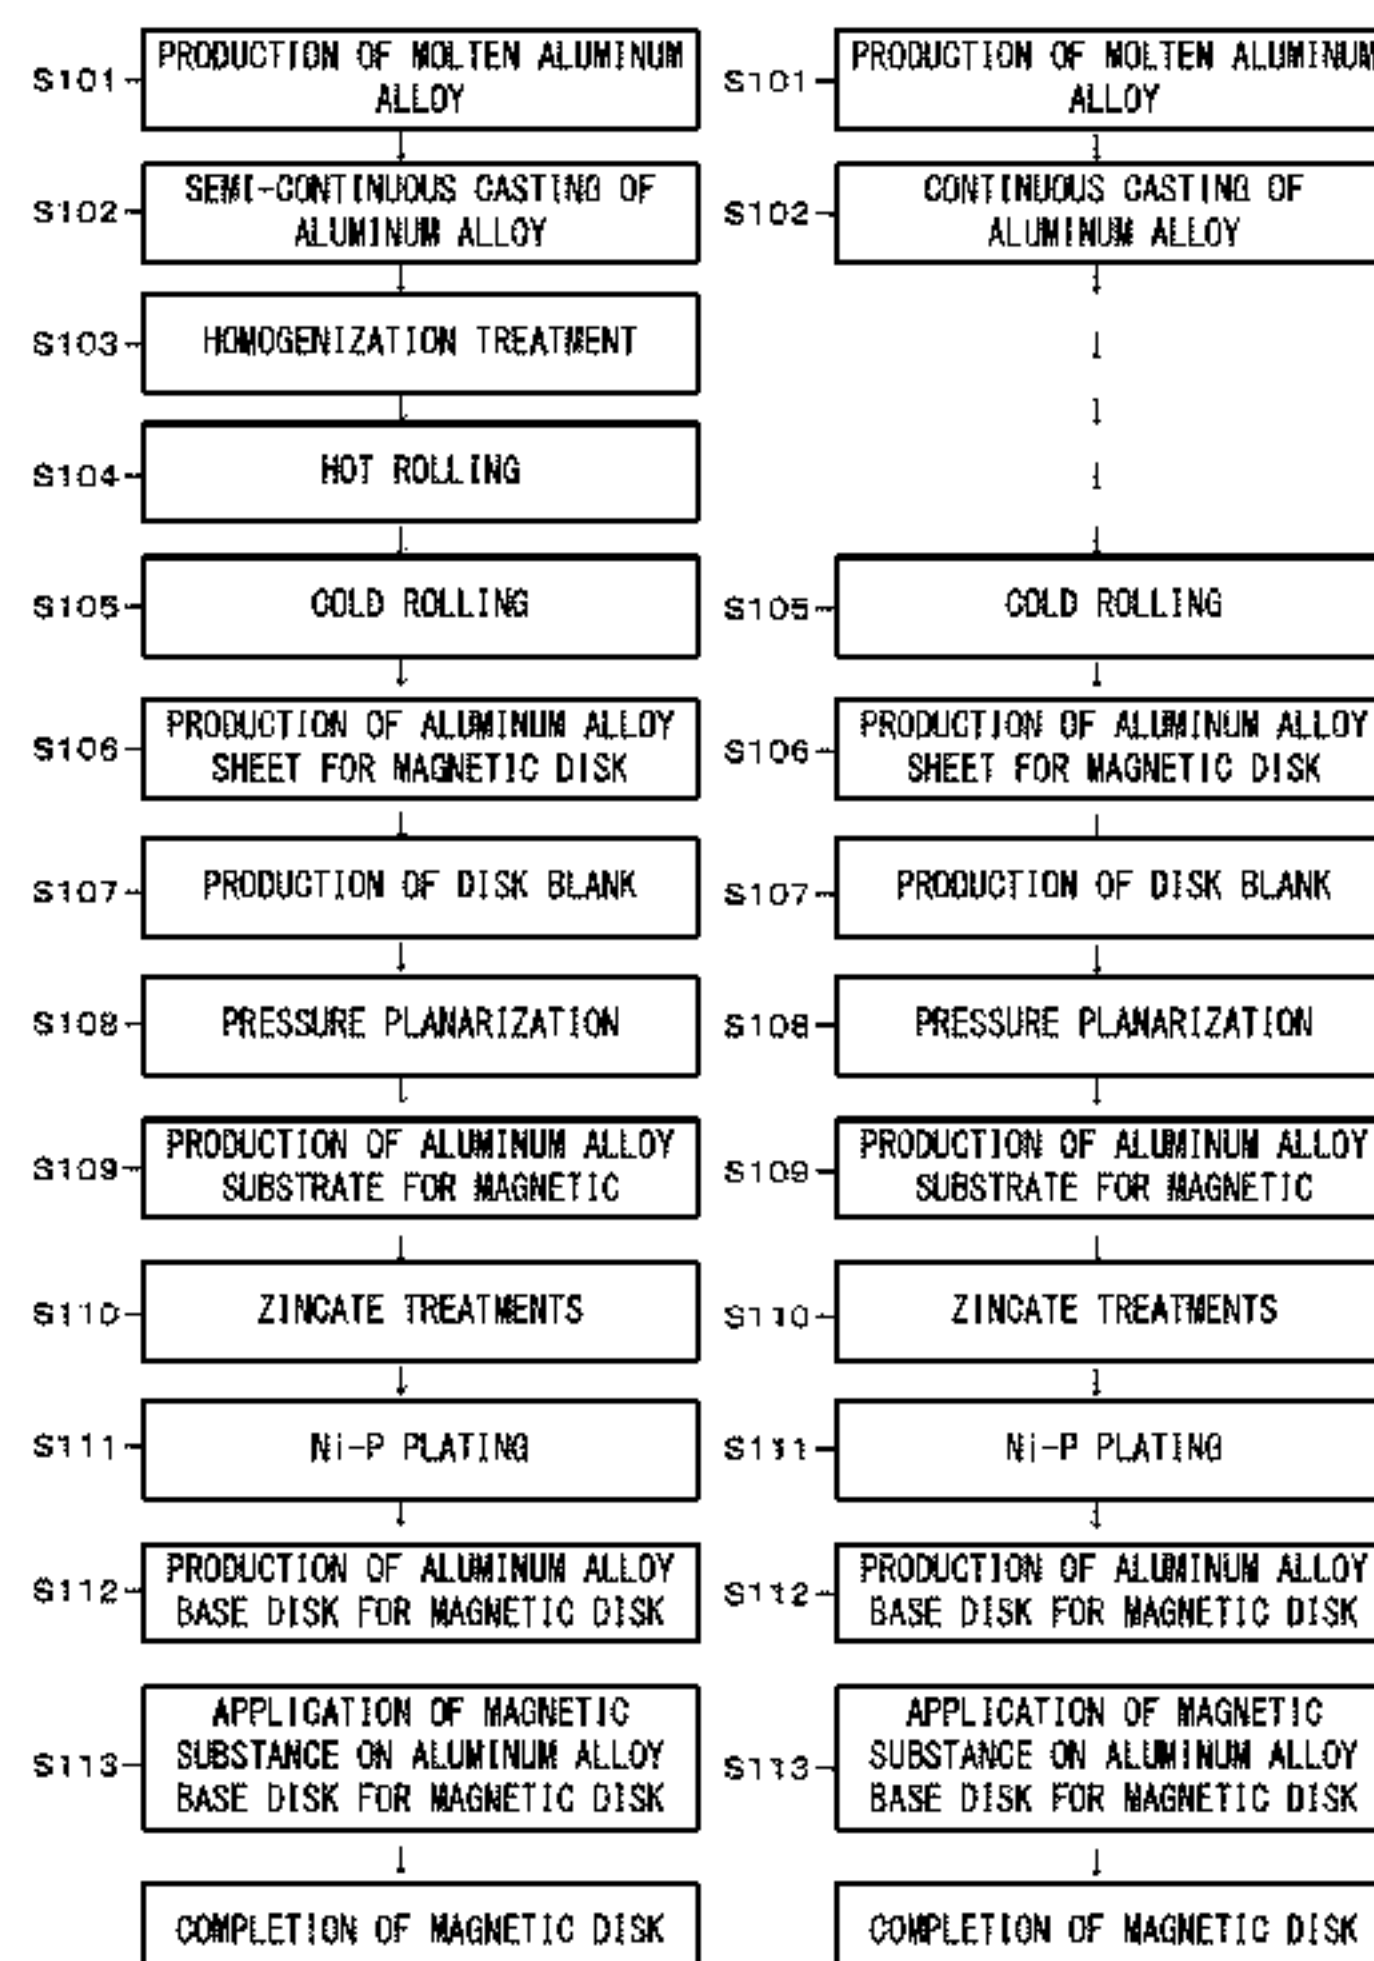 S101
PRODUCTION OF MOLTEN ALUMINUM
ALLOY
S102
SEMI-CONTINUOUS CASTING OF
ALUMINUM ALLOY
S103
HOMOGENIZATION TREATMENT
S104
HOT ROLLING
S105
COLD ROLLING
S106
PRODUCTION OF ALUMINUM ALLOY
SHEET FOR MAGNETIC DISK
S107
PRODUCTION OF DISK BLANK
S108
PRESSURE PLANARIZATION
S109
PRODUCTION OF ALUMINUM ALLOY
SUBSTRATE FOR MAGNETIC
S110
ZINCATE TREATMENTS
S111
Ni-P PLATING
S112
PRODUCTION OF ALUMINUM ALLOY
BASE DISK FOR MAGNETIC DISK
S113
APPLICATION OF MAGNETIC
SUBSTANCE ON ALUMINUM ALLOY
BASE DISK FOR MAGNETIC DISK
COMPLETION OF MAGNETIC DISK
S101
PRODUCTION OF MOLTEN ALUMINUM
ALLOY
S102
CONTINUOUS CASTING OF
ALUMINUM ALLOY
S105
COLD ROLLING
S106
PRODUCTION OF ALUMINUM ALLOY
SHEET FOR MAGNETIC DISK
S107
PRODUCTION OF DISK BLANK
S108
PRESSURE PLANARIZATION
S109
PRODUCTION OF ALUMINUM ALLOY
SUBSTRATE FOR MAGNETIC
S110
ZINCATE TREATMENTS
S111
Ni-P PLATING
S112
PRODUCTION OF ALUMINUM ALLOY
BASE DISK FOR MAGNETIC DISK
S113
APPLICATION OF MAGNETIC
SUBSTANCE ON ALUMINUM ALLOY
BASE DISK FOR MAGNETIC DISK
COMPLETION OF MAGNETIC DISK